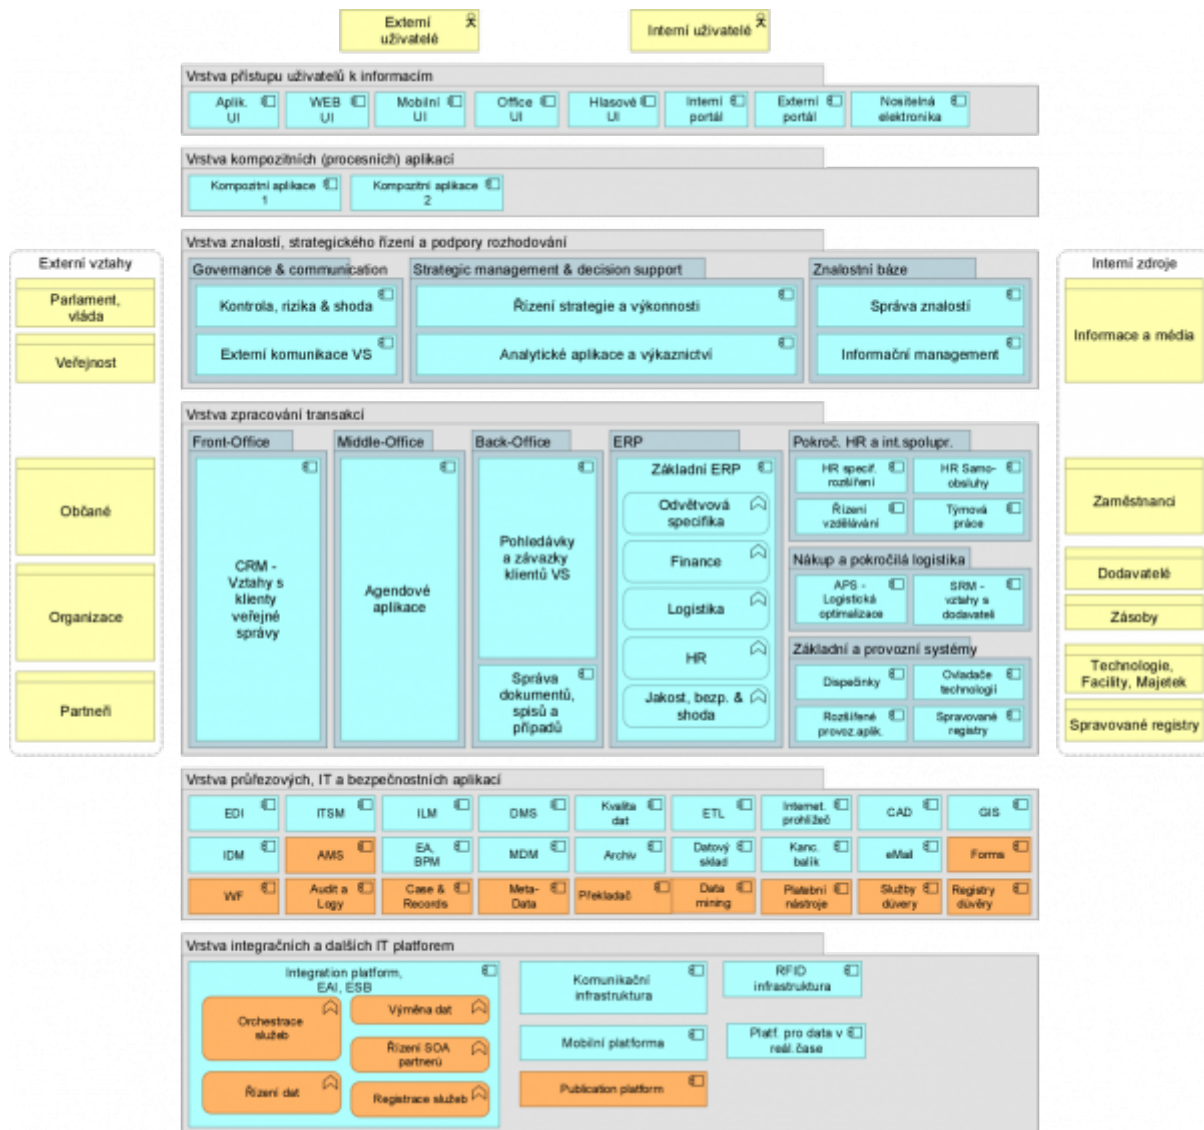 Externí
uživatelé
Interní uživatelé
Vrstva přístupu uživatelů k informacím
Aplik.
UI
WEB
UI
Mobilní
UI
Office
UI
Hlasové
UI
Interní
portál
Externí
portál
Nositelná
elektronika
Vrstva kompozitních (procesních) aplikací
Kompozitní aplikace
1
Kompozitní aplikace
2
Externí vztahy
Parlament,
vláda
Veřejnost
Občané
Organizace
Partneři
Vrstva znalostí, strategického řízení a podpory rozhodování
Governance & communication
Kontrola, rizika & shoda
Externí komunikace VS
Strategic management & decision support
Řízení strategie a výkonnosti
Analytické aplikace a výkaznictví
Znalostní báze
Správa znalostí
Informační management
Vrstva zpracování transakcí
Front-Office
CRM -
Vztahy s
klienty
veřejné
správy
Middle-Office
Agendové
aplikace
Back-Office
Pohledávky
a závazky
klientů VS
Správa
dokumentů,
spisů a
případů
ERP
Základní ERP
Odvětvová
specifika
Finance
Logistika
HR
Jakost, bezp. &
shoda
Pokroč. HR a int.spolupr.
HR specif.
rozšíření
HR Samo-
obsluhy
Řízení
vzdělávání
Týmová
práce
Nákup a pokročilá logistika
APS -
Logistická
optimalizace
SRM -
vztahy s
dodavateli
Základní a provozní systémy
Dispečinky
Ovladače
technologií
Rozšířené
provoz.aplik.
Spravované
registry
Interní zdroje
Informace a média
Zaměstnanci
Dodavatelé
Zásoby
Technologie,
Facility, Majetek
Spravované registry
Vrstva průřezových, IT a bezpečnostních aplikací
EDI
ITSM
ILM
DMS
Kvalita
dat
ETL
Internet.
prohlížeč
CAD
GIS
IDM
AMS
EA,
BPM
MDM
Archiv
Datový
sklad
Kanc.
balík
eMail
Forms
WF
Audit a
Logy
Case &
Records
Meta-
Data
Překladač
Data
mining
Platební
nástroje
Služby
důvery
Registry
důvěry
Vrstva integračních a dalších IT platforem
Integration platform,
EAI, ESB
Orchestrace
služeb
Výměna dat
Řízení SOA
partnerů
Řízení dat
Registrace služeb
Komunikační
infrastruktura
Mobilní platforma
Publication platform
RFID
infrastruktura
Platf. pro data v
reál.čase